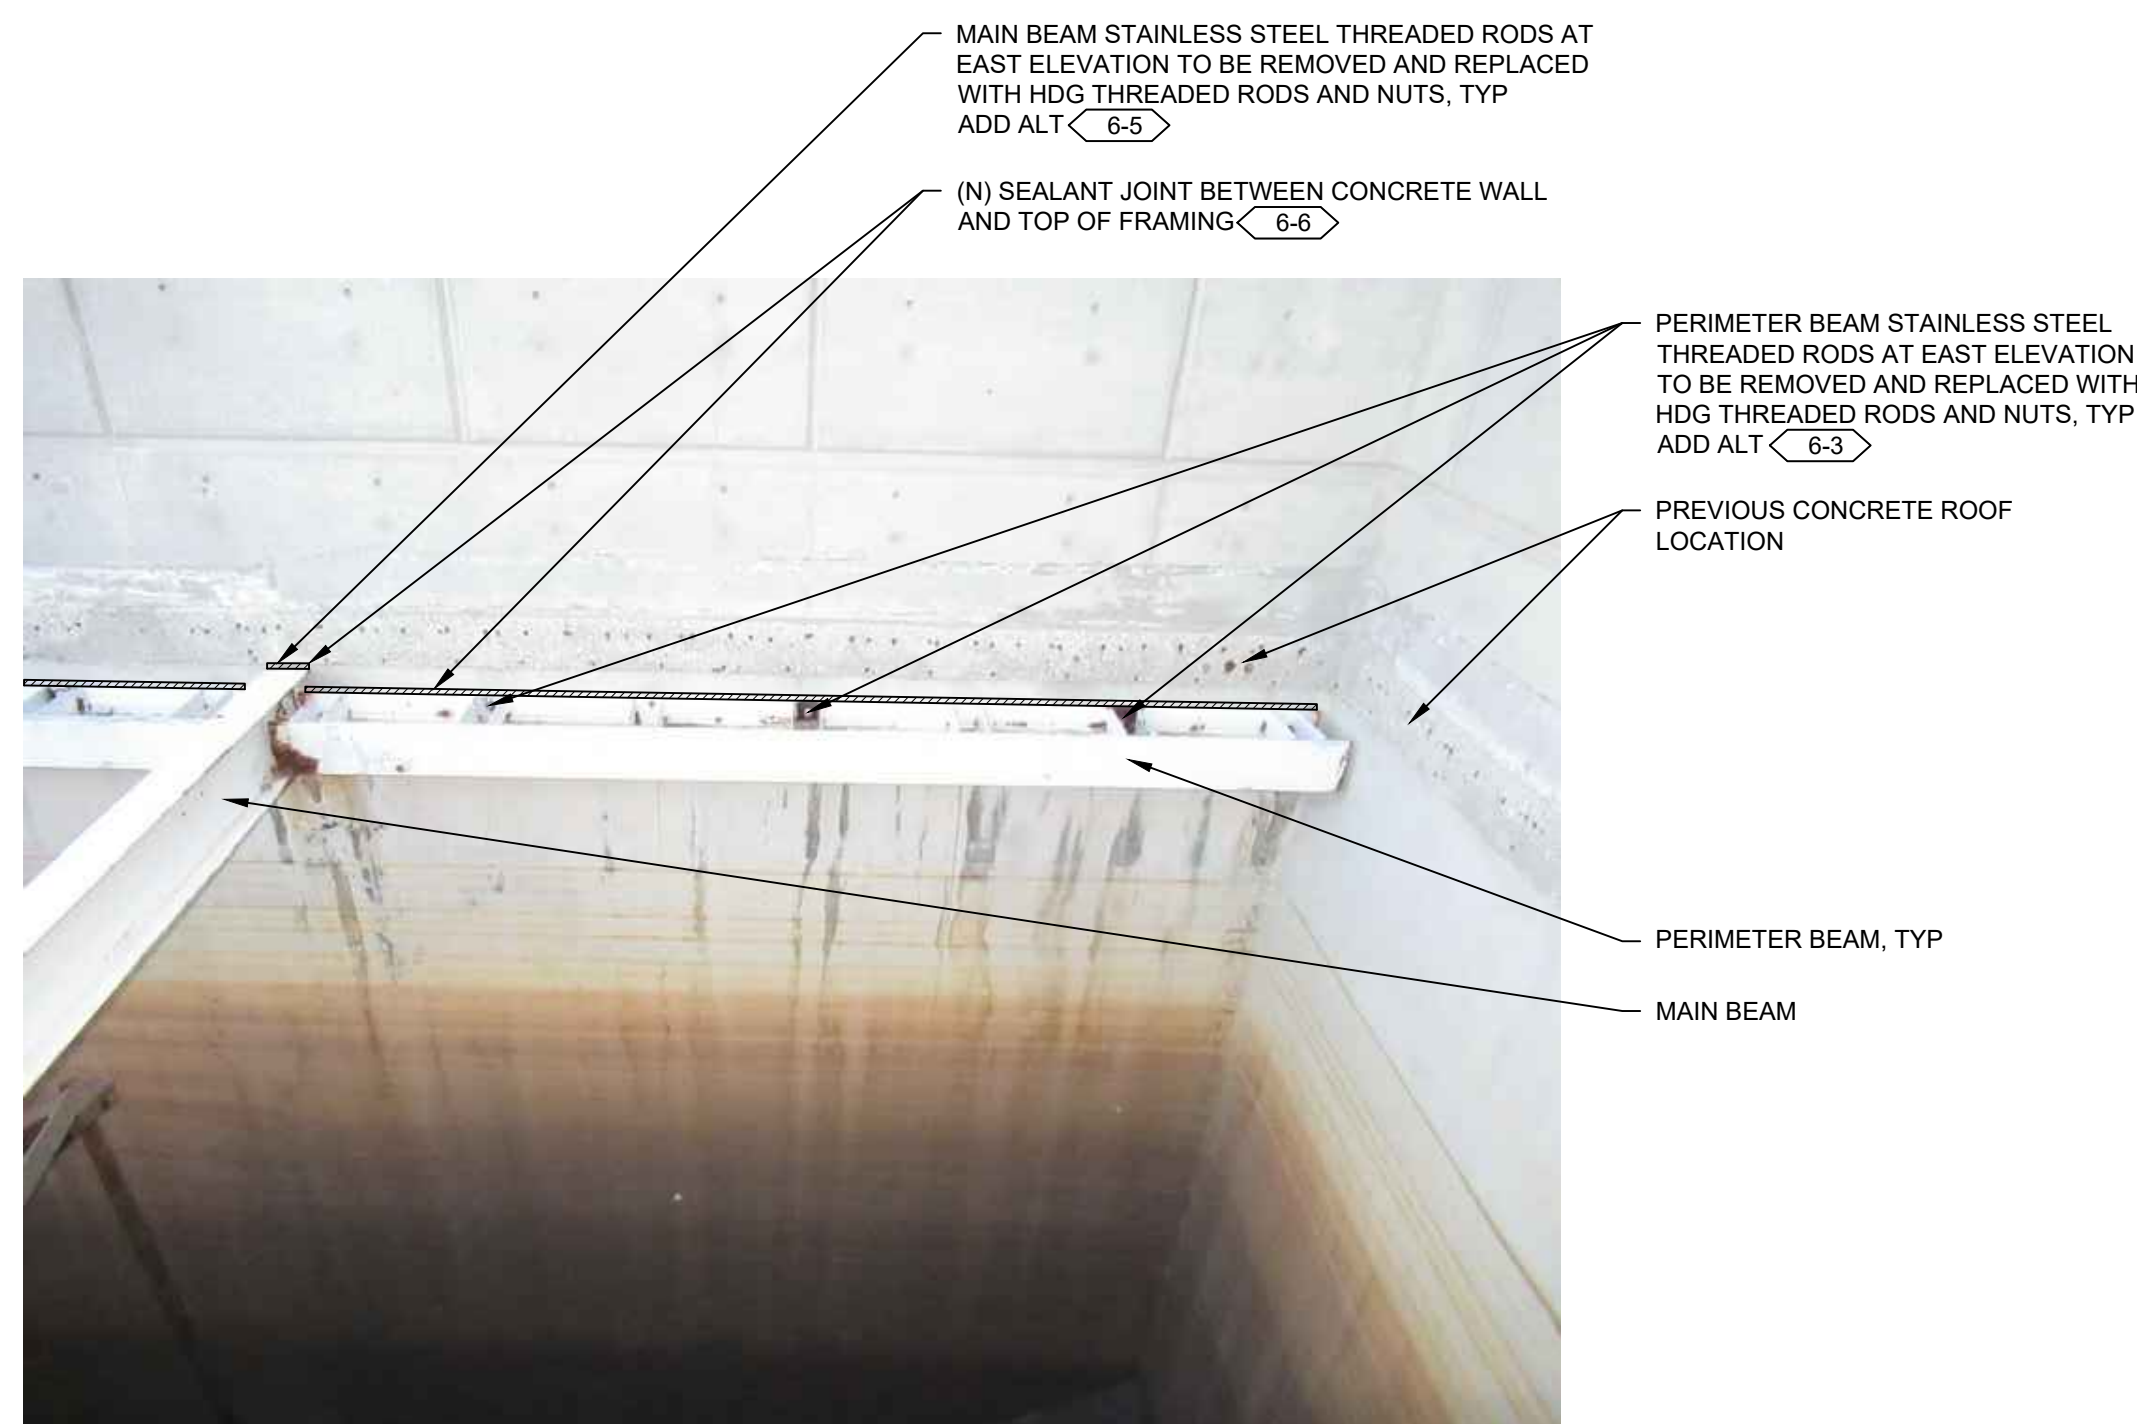 MAIN BEAM STAINLESS STEEL THREADED RODS AT
EAST ELEVATION TO BE REMOVED AND REPLACED
WITH HDG THREADED RODS AND NUTS, TYP
ADD ALT 6-5
(N) SEALANT JOINT BETWEEN CONCRETE WALL
AND TOP OF FRAMING 6-6
PERIMETER BEAM STAINLESS STEEL
THREADED RODS AT EAST ELEVATION
TO BE REMOVED AND REPLACED WITH
HDG THREADED RODS AND NUTS, TYP
ADD ALT 6-3
PREVIOUS CONCRETE ROOF
LOCATION
PERIMETER BEAM, TYP
MAIN BEAM